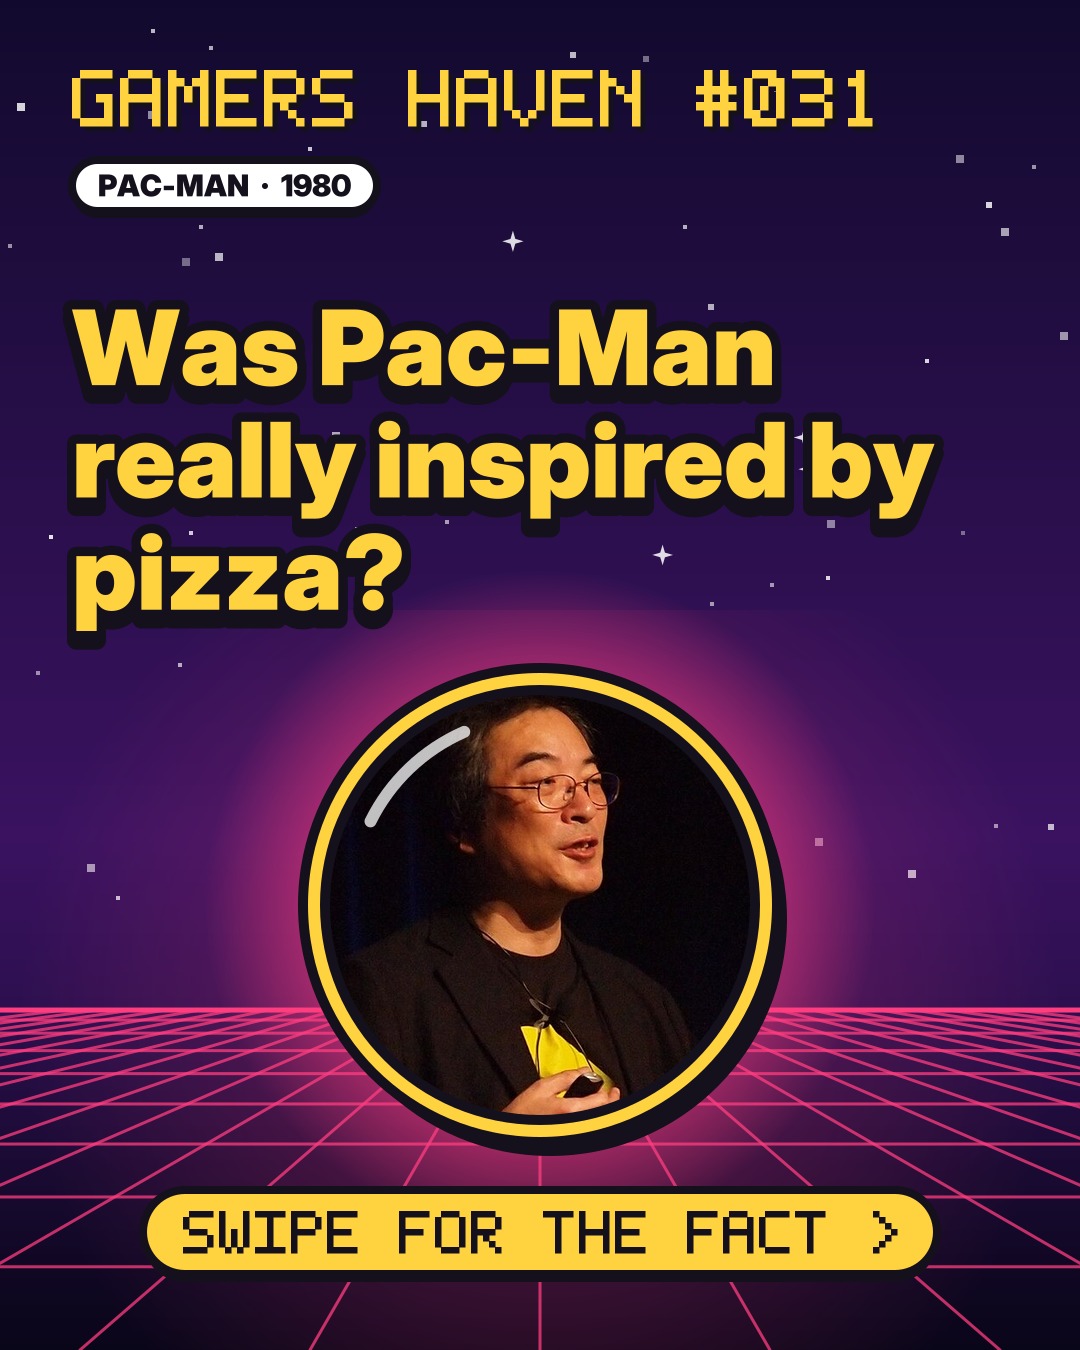 GAMERS HAVEN #031
PAC-MAN · 1980
Was Pac-Man
really inspired by
pizza?
SWIPE FOR THE FACT >